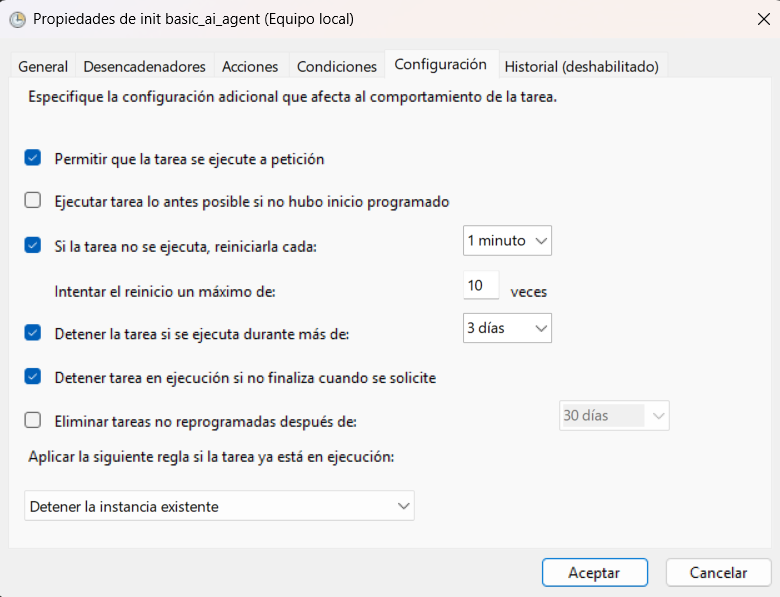 Propiedades de init basic_ai_agent (Equipo local)
General Desencadenadores Acciones Condiciones Configuración Historial (deshabilitado)
Especifique la configuración adicional que afecta al comportamiento de la tarea.
Permitir que la tarea se ejecute a petición
Ejecutar tarea lo antes posible si no hubo inicio programado
Si la tarea no se ejecuta, reiniciarla cada: 1 minuto
Intentar el reinicio un máximo de: 10 veces
Detener la tarea si se ejecuta durante más de: 3 días
Detener tarea en ejecución si no finaliza cuando se solicite
Eliminar tareas no reprogramadas después de: 30 días
Aplicar la siguiente regla si la tarea ya está en ejecución:
Detener la instancia existente
Aceptar Cancelar